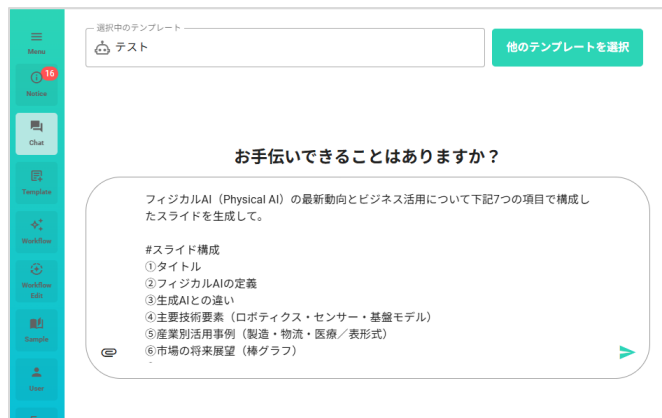 Menu
16
Notice
Chat
Template
Workflow
Workflow
Edit
Sample
User
選択中のテンプレート
テスト
他のテンプレートを選択
お手伝いできることはありますか？
フィジカルAI（Physical AI）の最新動向とビジネス活用について下記7つの項目で構成し
たスライドを生成して。
#スライド構成
①タイトル
②フィジカルAIの定義
③生成AIとの違い
④主要技術要素（ロボティクス・センサー・基盤モデル）
⑤産業別活用事例（製造・物流・医療／表形式）
⑥市場の将来展望（棒グラフ）